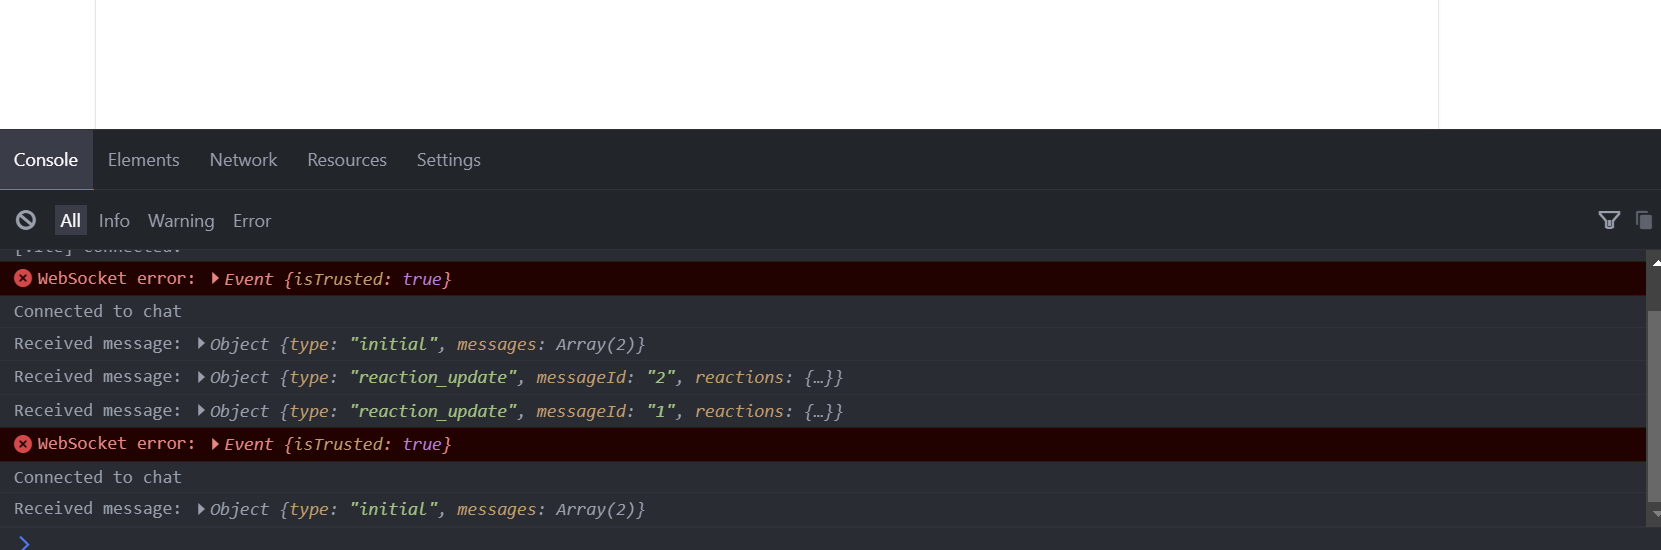 Console Elements Network Resources Settings
All Info Warning Error
WebSocket error: Event {isTrusted: true}
Connected to chat
Received message: Object {type: "initial", messages: Array(2)}
Received message: Object {type: "reaction_update", messageId: "2", reactions: {…}}
Received message: Object {type: "reaction_update", messageId: "1", reactions: {…}}
WebSocket error: Event {isTrusted: true}
Connected to chat
Received message: Object {type: "initial", messages: Array(2)}